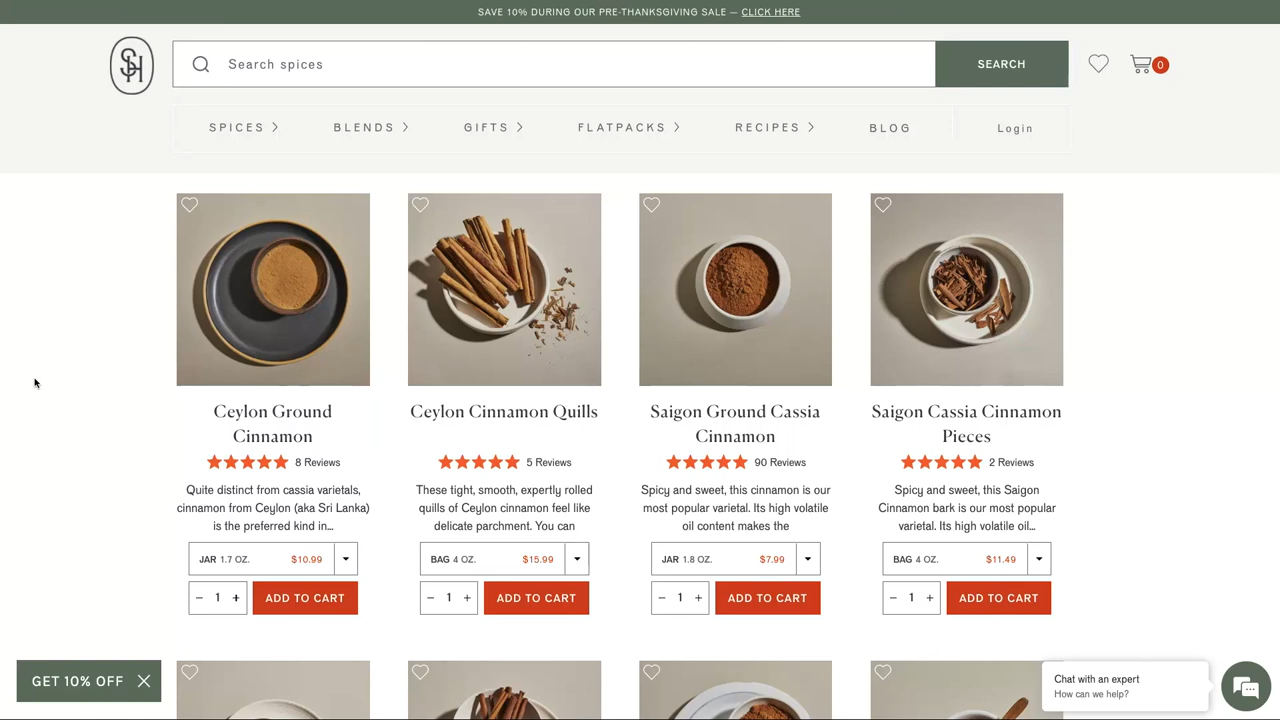 SAVE 10% DURING OUR PRE-THANKSGIVING SALE — CLICK HERE
SH
Search spices
SEARCH
0
SPICES
BLENDS
GIFTS
FLATPACKS
RECIPES
BLOG
Login
Ceylon Ground
Cinnamon
8 Reviews
Quite distinct from cassia varietals,
cinnamon from Ceylon (aka Sri Lanka)
is the preferred kind in...
JAR 1.7 OZ. $10.99
− 1 +
ADD TO CART
Ceylon Cinnamon Quills
5 Reviews
These tight, smooth, expertly rolled
quills of Ceylon cinnamon feel like
delicate parchment. You can
BAG 4 OZ. $15.99
− 1 +
ADD TO CART
Saigon Ground Cassia
Cinnamon
90 Reviews
Spicy and sweet, this cinnamon is our
most popular varietal. Its high volatile
oil content makes the
JAR 1.8 OZ. $7.99
− 1 +
ADD TO CART
Saigon Cassia Cinnamon
Pieces
2 Reviews
Spicy and sweet, this Saigon
Cinnamon bark is our most popular
varietal. Its high volatile oil...
BAG 4 OZ. $11.49
− 1 +
ADD TO CART
GET 10% OFF
Chat with an expert
How can we help?